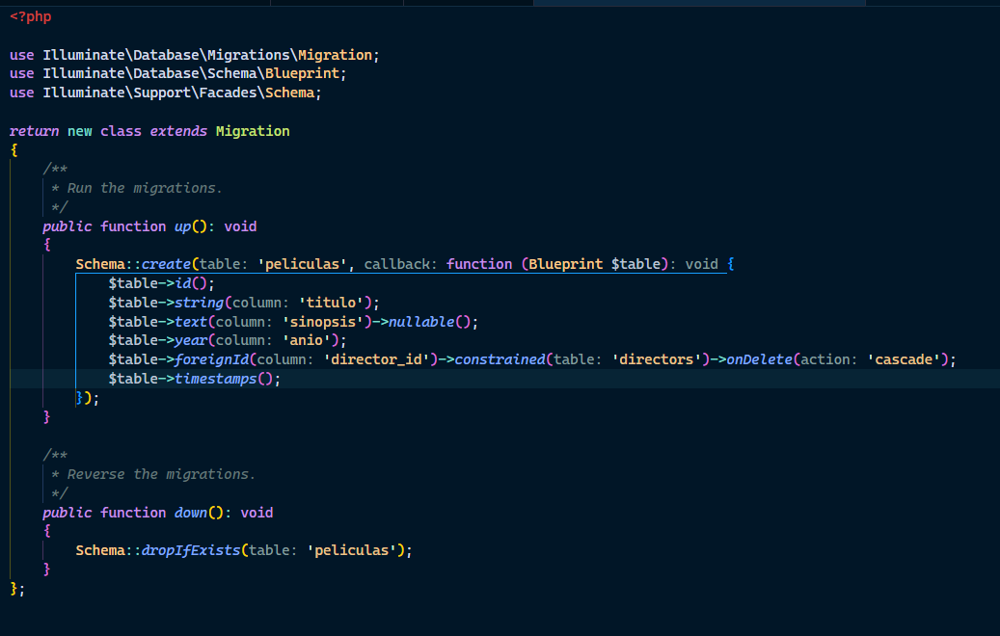 <?php
use Illuminate\Database\Migrations\Migration;
use Illuminate\Database\Schema\Blueprint;
use Illuminate\Support\Facades\Schema;
return new class extends Migration
{
/**
* Run the migrations.
*/
public function up(): void
{
Schema::create(table: 'peliculas', callback: function (Blueprint $table): void {
$table->id();
$table->string(column: 'titulo');
$table->text(column: 'sinopsis')->nullable();
$table->year(column: 'anio');
$table->foreignId(column: 'director_id')->constrained(table: 'directors')->onDelete(action: 'cascade');
$table->timestamps();
});
}
/**
* Reverse the migrations.
*/
public function down(): void
{
Schema::dropIfExists(table: 'peliculas');
}
};